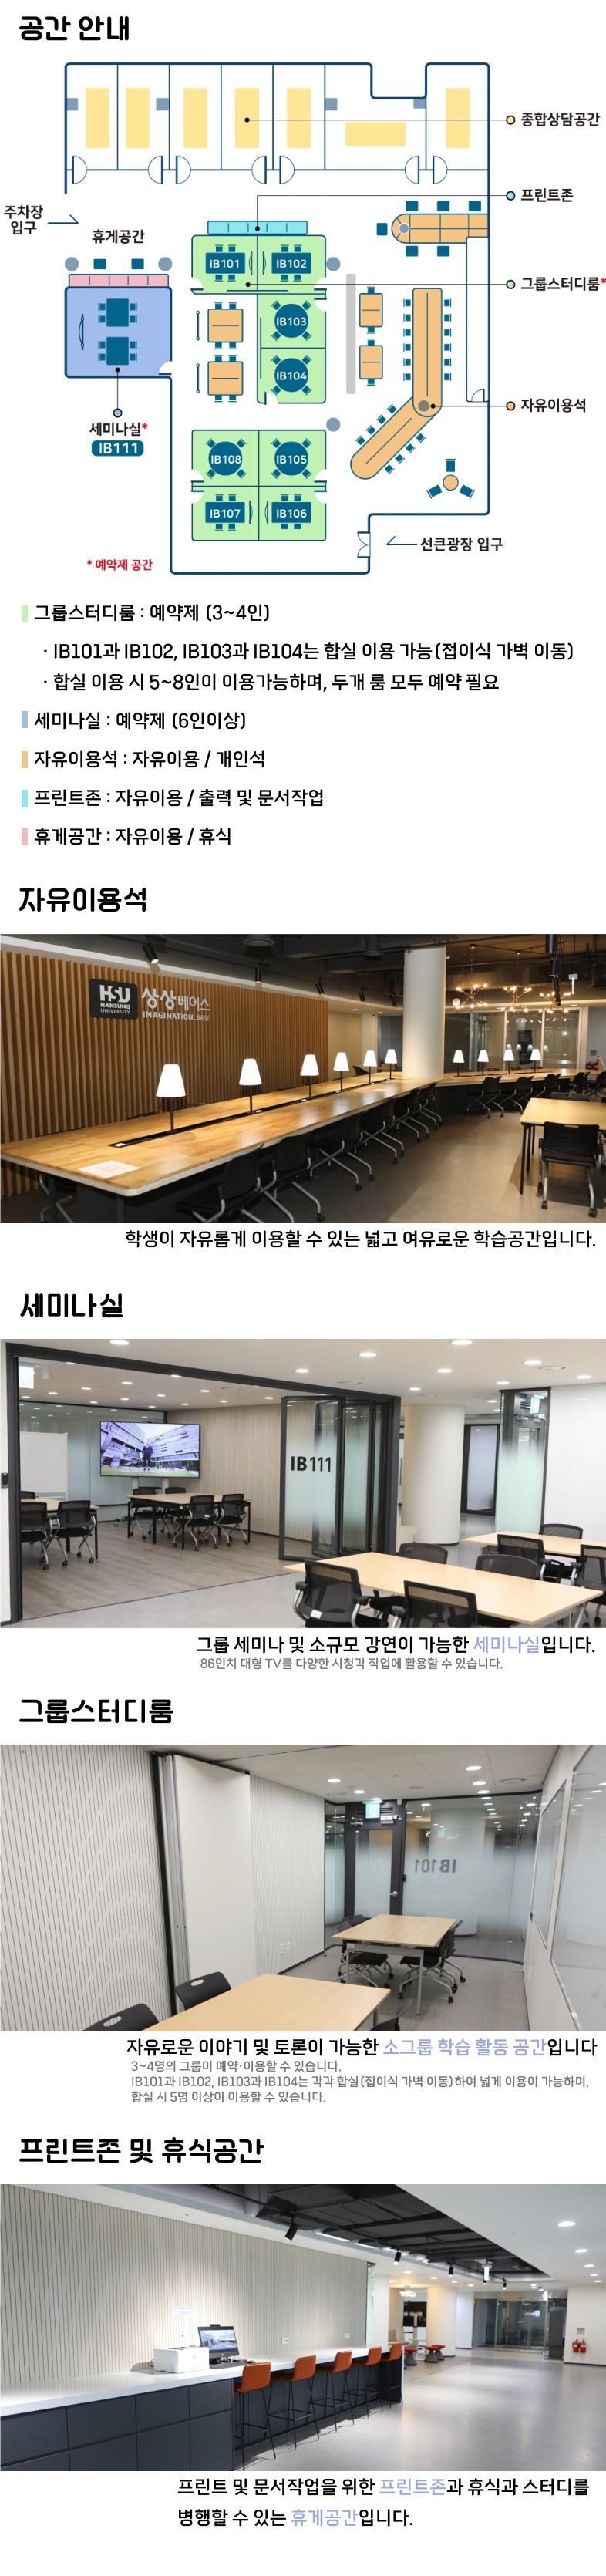 공간 안내
종합상담공간
프린트존
주차장
입구
휴게공간
IB101
IB102
그룹스터디룸*
IB103
IB104
자유이용석
세미나실*
IB111
IB108
IB105
IB107
IB106
선큰광장 입구
* 예약제 공간
그룹스터디룸 : 예약제 (3~4인)
· IB101과 IB102, IB103과 IB104는 합실 이용 가능(접이식 가벽 이동)
· 합실 이용 시 5~8인이 이용가능하며, 두개 룸 모두 예약 필요
세미나실 : 예약제 (6인이상)
자유이용석 : 자유이용 / 개인석
프린트존 : 자유이용 / 출력 및 문서작업
휴게공간 : 자유이용 / 휴식
자유이용석
HSU
HANSUNG
UNIVERSITY
상상베이스
IMAGINATION_BASE
학생이 자유롭게 이용할 수 있는 넓고 여유로운 학습공간입니다.
세미나실
IB111
그룹 세미나 및 소규모 강연이 가능한 세미나실입니다.
86인치 대형 TV를 다양한 시청각 작업에 활용할 수 있습니다.
그룹스터디룸
IB101
자유로운 이야기 및 토론이 가능한 소그룹 학습 활동 공간입니다
3~4명의 그룹이 예약·이용할 수 있습니다.
IB101과 IB102, IB103과 IB104는 각각 합실(접이식 가벽 이동)하여 넓게 이용이 가능하며,
합실 시 5명 이상이 이용할 수 있습니다.
프린트존 및 휴식공간
프린트 및 문서작업을 위한 프린트존과 휴식과 스터디를
병행할 수 있는 휴게공간입니다.